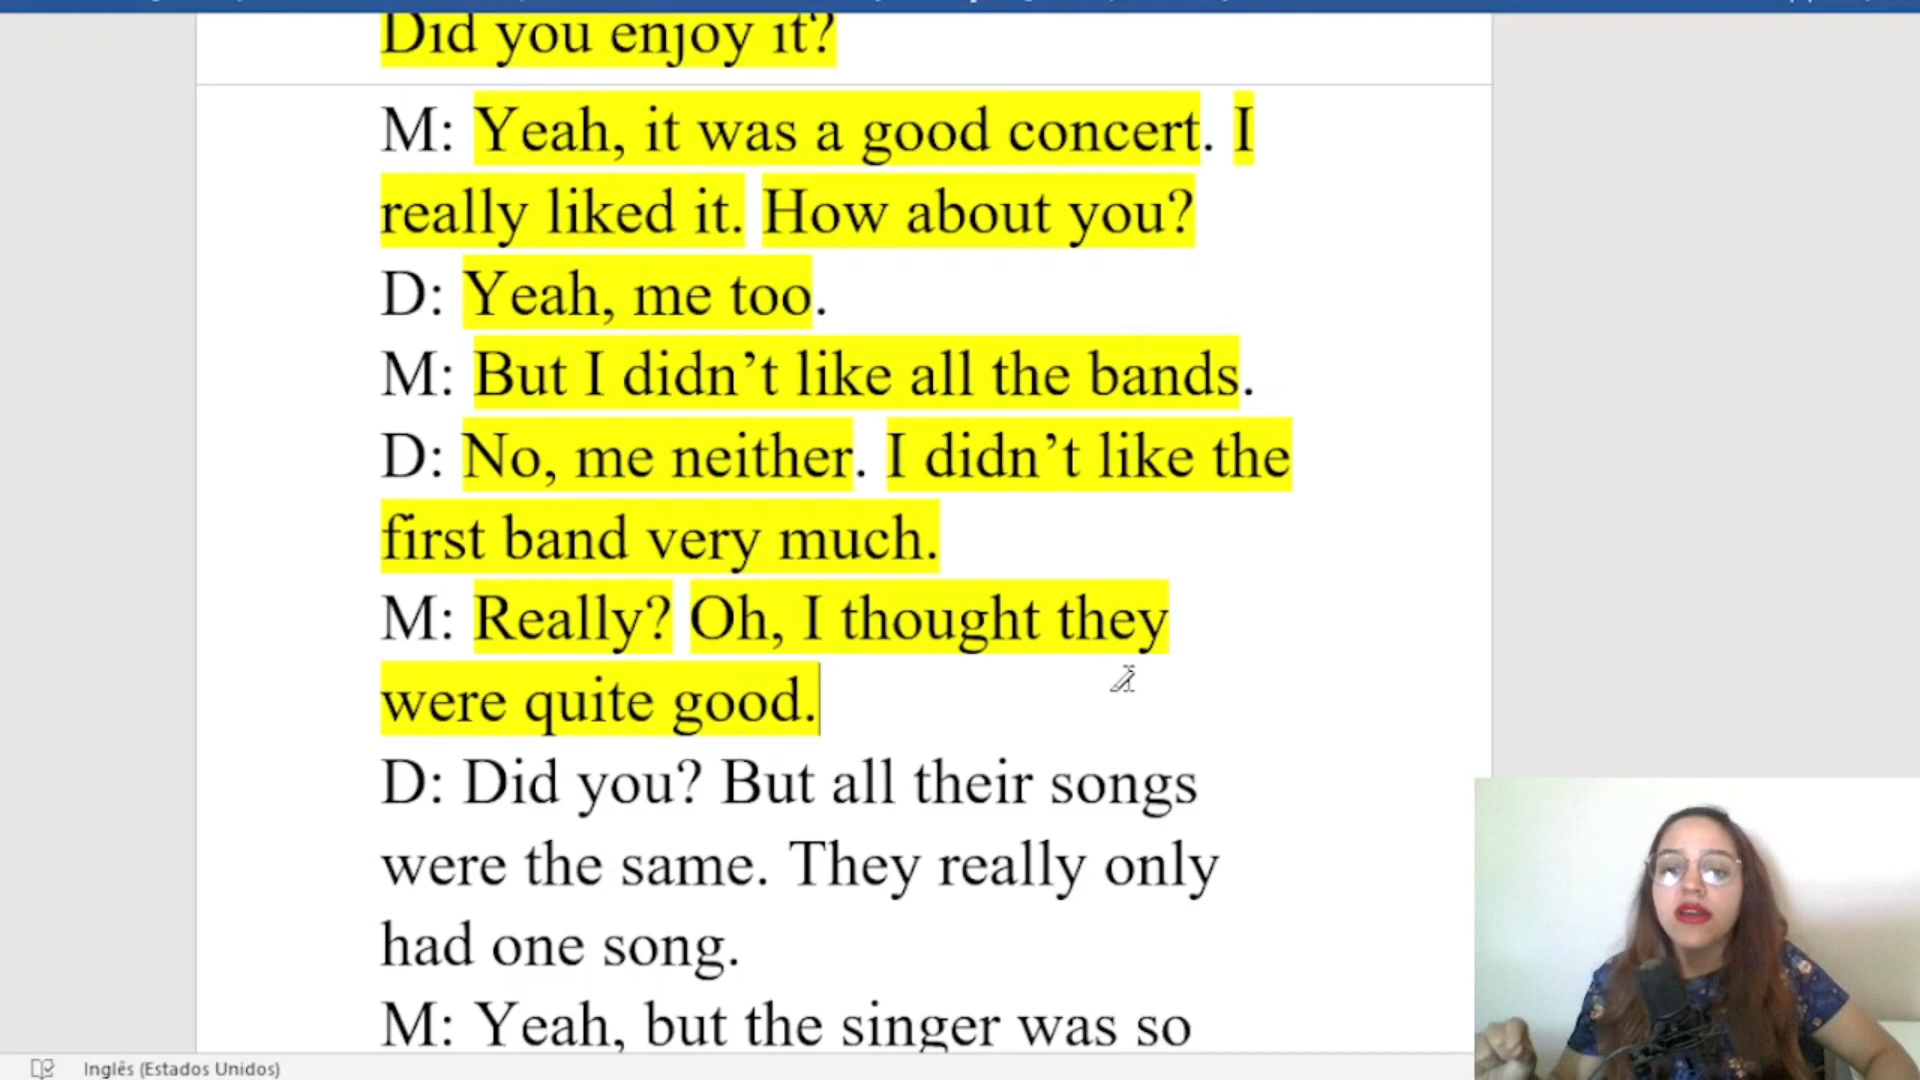 Did you enjoy it?
M: Yeah, it was a good concert. I
really liked it. How about you?
D: Yeah, me too.
M: But I didn’t like all the bands.
D: No, me neither. I didn’t like the
first band very much.
M: Really? Oh, I thought they
were quite good.
D: Did you? But all their songs
were the same. They really only
had one song.
M: Yeah, but the singer was so
Inglês (Estados Unidos)